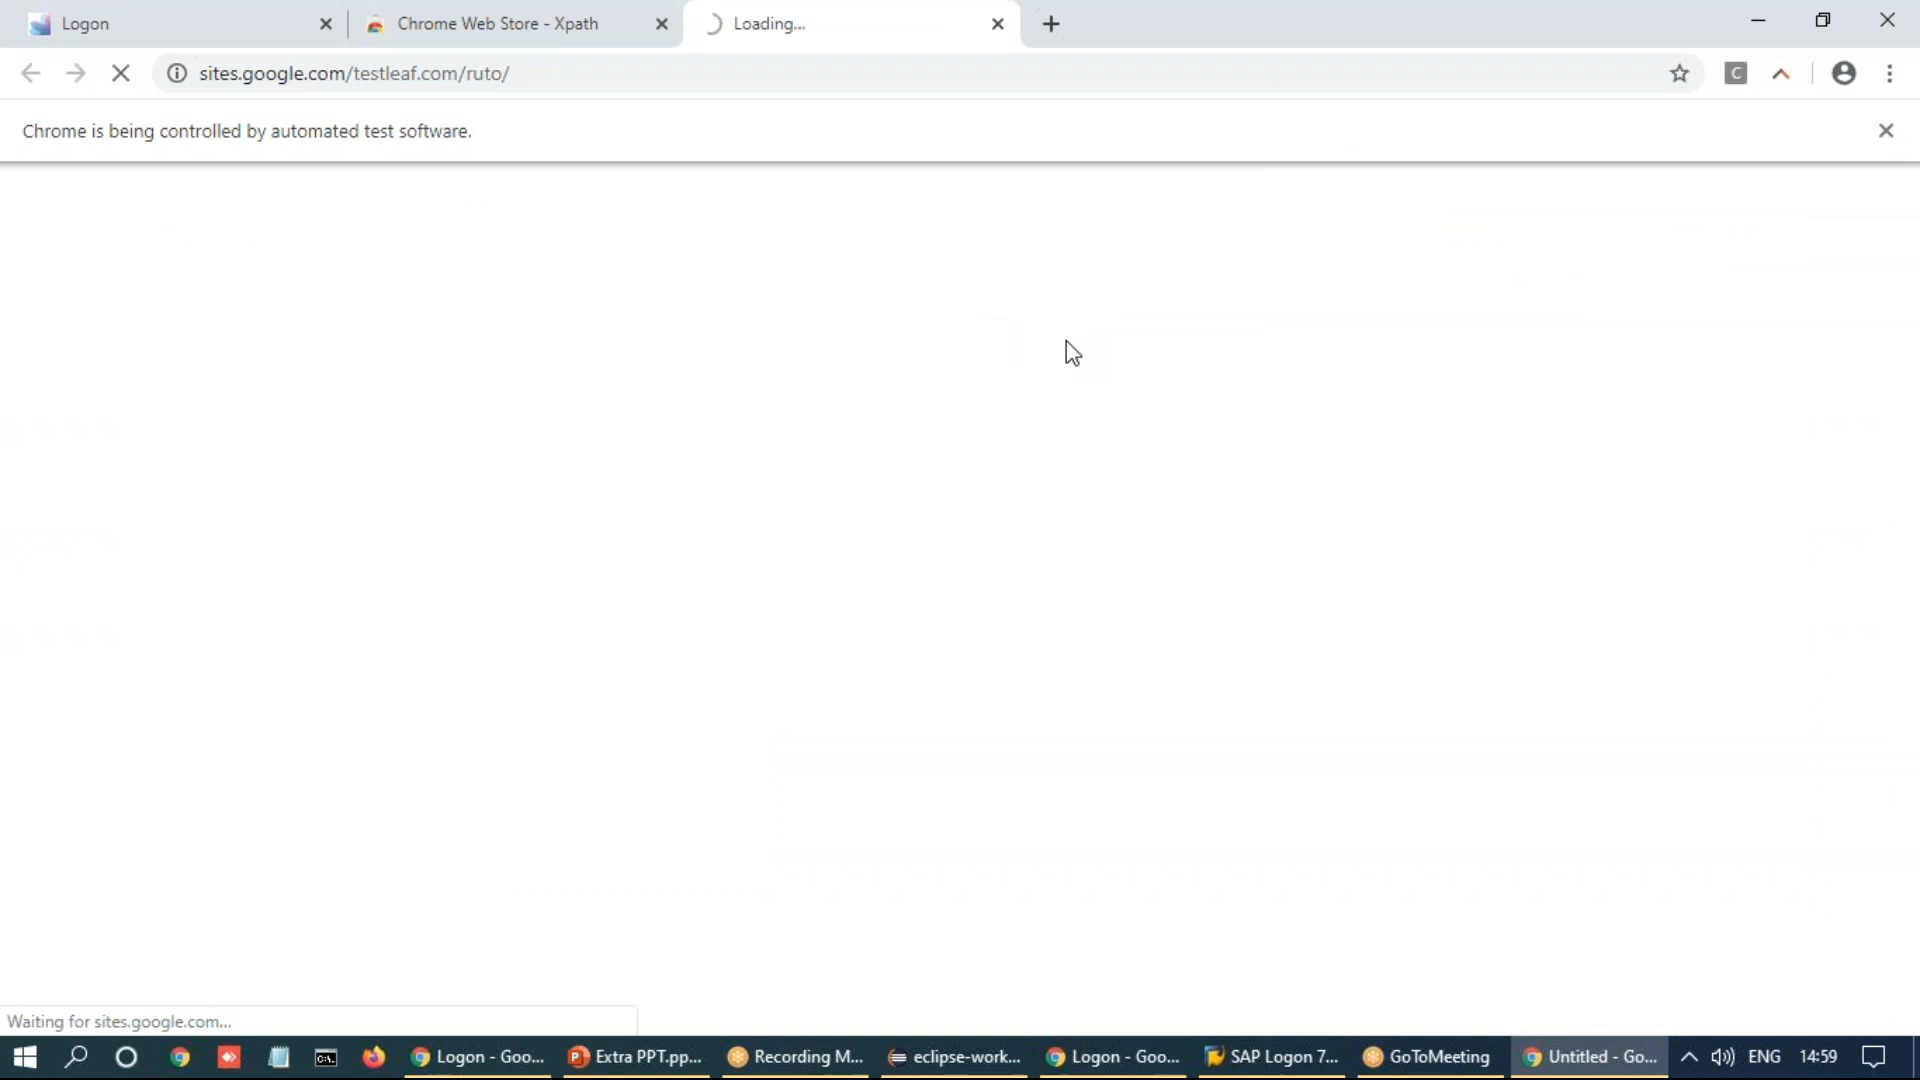 Logon
Chrome Web Store - Xpath
Loading...
sites.google.com/testleaf.com/ruto/
C
Chrome is being controlled by automated test software.
Waiting for sites.google.com...
C:\.
Logon - Goo...
P
Extra PPT.pp...
Recording M...
eclipse-work...
Logon - Goo...
SAP Logon 7...
GoToMeeting
Untitled - Go...
ENG
14:59